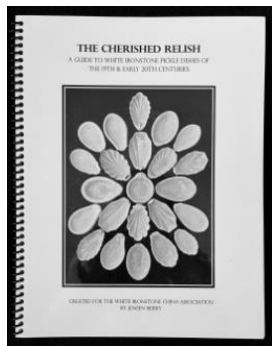 THE CHERISHED RELISH
A GUIDE TO WHITE IRONSTONE PICKLE DISHES OF
THE 19TH & EARLY 20TH CENTURIES
CREATED FOR THE WHITE IRONSTONE CHINA ASSOCIATION
BY JENSEN BERRY